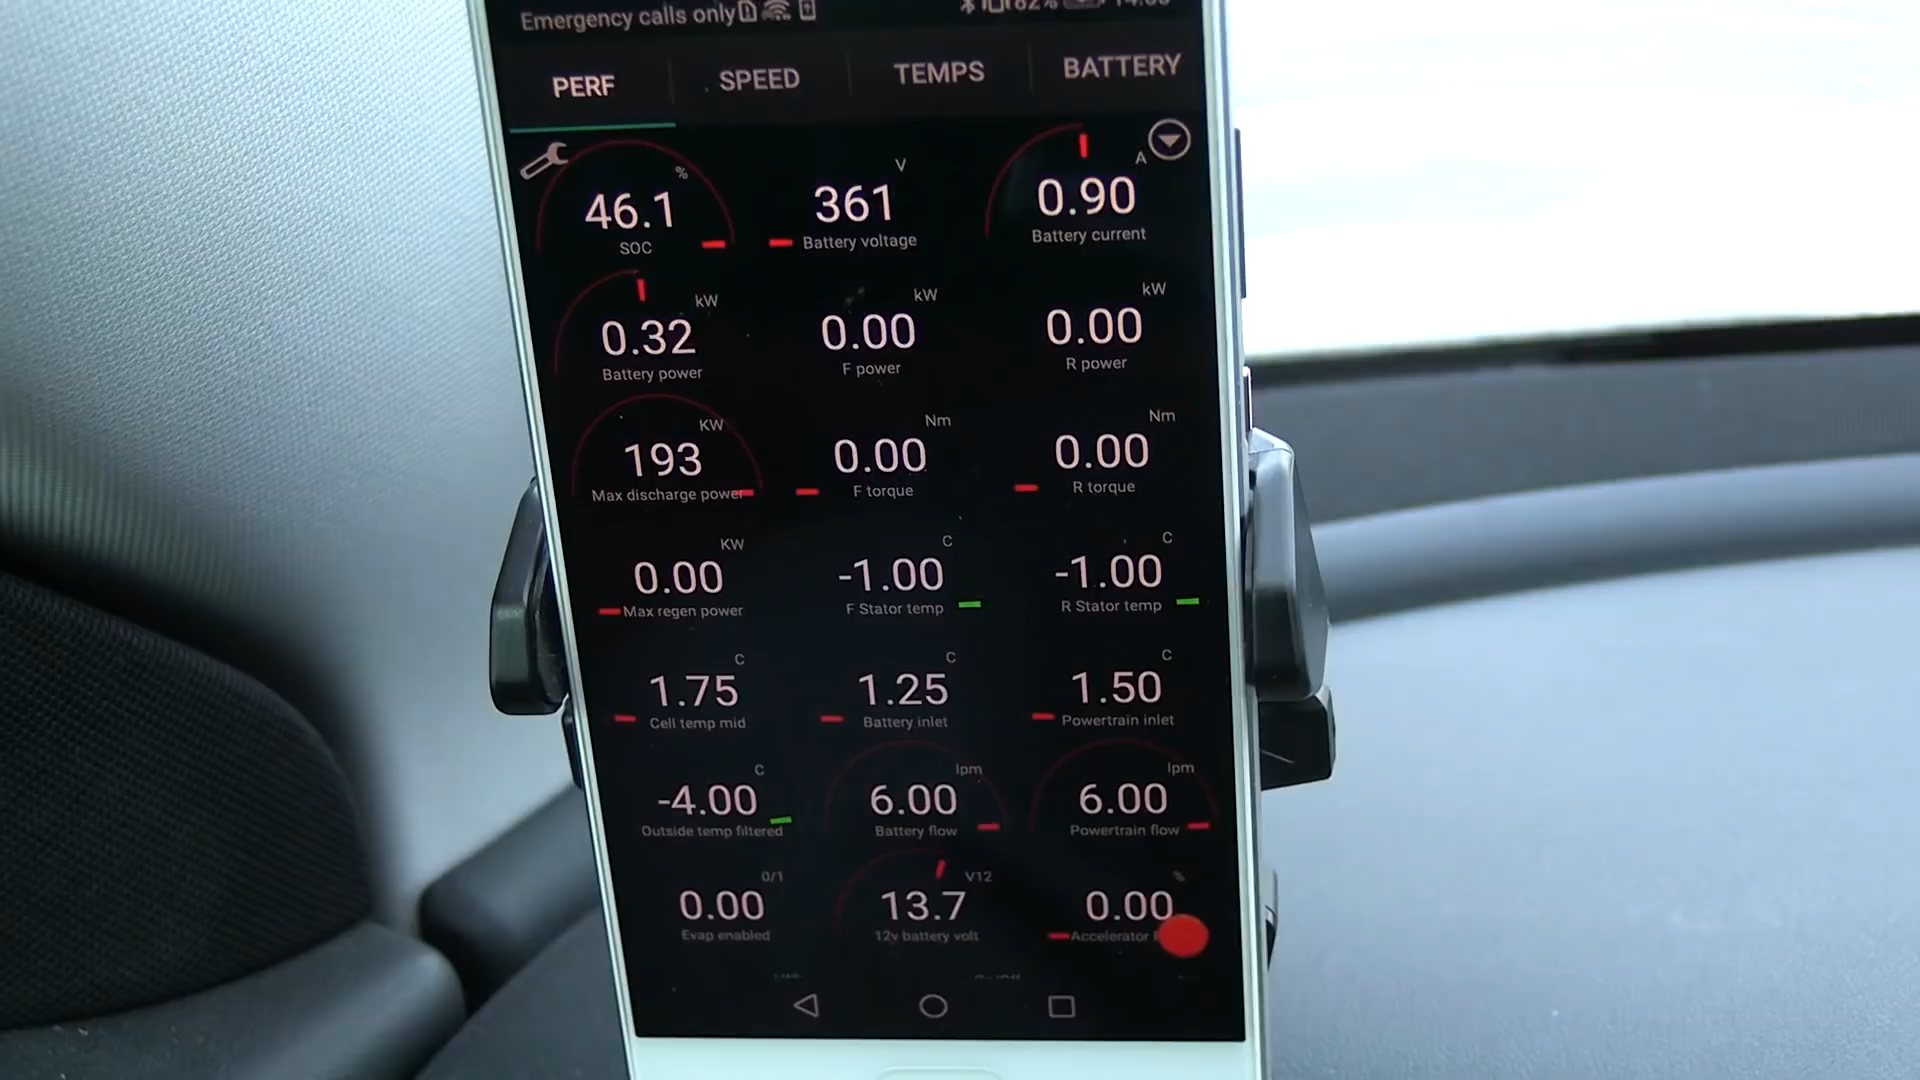 Emergency calls only
PERF SPEED TEMPS BATTERY
% V A
46.1 361 0.90
SOC Battery voltage Battery current
kW kW kW
0.32 0.00 0.00
Battery power F power R power
KW Nm Nm
193 0.00 0.00
Max discharge power F torque R torque
KW C C
0.00 -1.00 -1.00
Max regen power F Stator temp R Stator temp
C C C
1.75 1.25 1.50
Cell temp mid Battery inlet Powertrain inlet
C lpm lpm
-4.00 6.00 6.00
Outside temp filtered Battery flow Powertrain flow
0/1 V12 %
0.00 13.7 0.00
Evap enabled 12v battery volt Accelerator